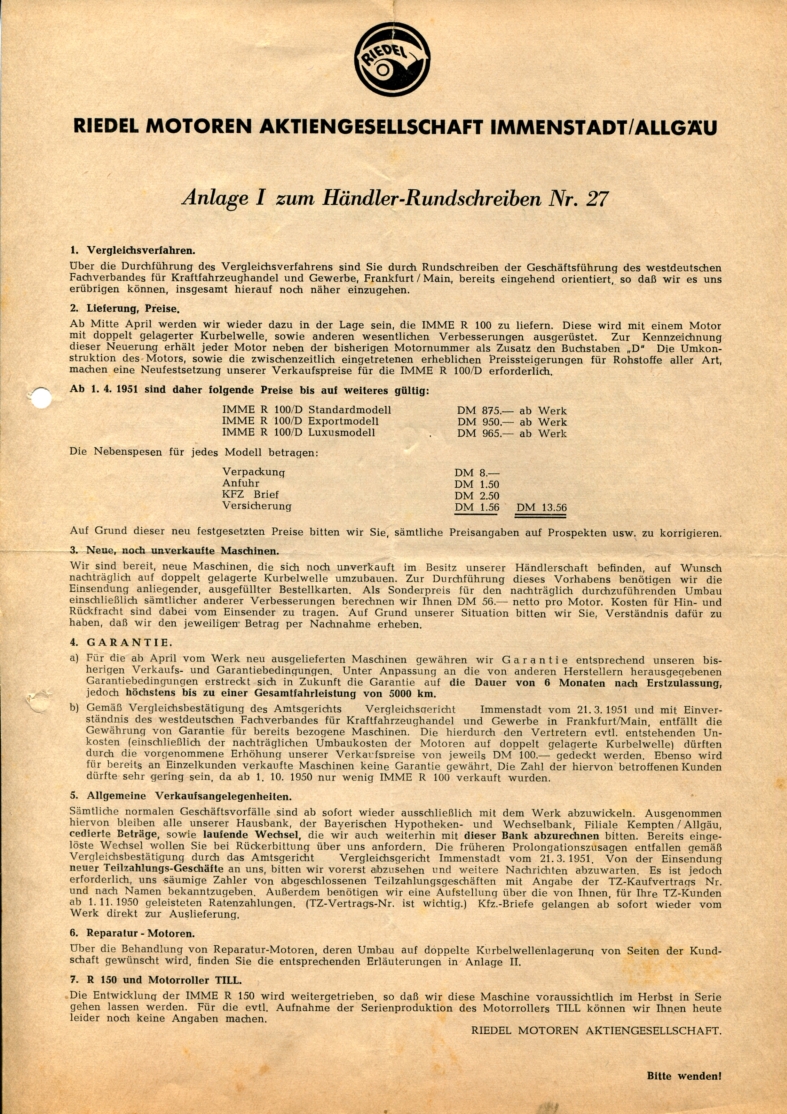 RIEDEL
RIEDEL MOTOREN AKTIENGESELLSCHAFT IMMENSTADT/ALLGÄU
Anlage I zum Händler-Rundschreiben Nr. 27
1. Vergleichsverfahren.
Über die Durchführung des Vergleichsverfahrens sind Sie durch Rundschreiben der Geschäftsführung des westdeutschen
Fachverbandes für Kraftfahrzeughandel und Gewerbe, Frankfurt / Main, bereits eingehend orientiert, so daß wir es uns
erübrigen können, insgesamt hierauf noch näher einzugehen.
2. Lieferung, Preise.
Ab Mitte April werden wir wieder dazu in der Lage sein, die IMME R 100 zu liefern. Diese wird mit einem Motor
mit doppelt gelagerter Kurbelwelle, sowie anderen wesentlichen Verbesserungen ausgerüstet. Zur Kennzeichnung
dieser Neuerung erhält jeder Motor neben der bisherigen Motornummer als Zusatz den Buchstaben „D" Die Umkon-
struktion des Motors, sowie die zwischenzeitlich eingetretenen erheblichen Preissteigerungen für Rohstoffe aller Art,
machen eine Neufestsetzung unserer Verkaufspreise für die IMME R 100/D erforderlich.
Ab 1. 4. 1951 sind daher folgende Preise bis auf weiteres gültig:
IMME R 100/D Standardmodell DM 875.— ab Werk
IMME R 100/D Exportmodell DM 950.— ab Werk
IMME R 100/D Luxusmodell DM 965.— ab Werk
Die Nebenspesen für jedes Modell betragen:
Verpackung DM 8.—
Anfuhr DM 1.50
KFZ Brief DM 2.50
Versicherung DM 1.56 DM 13.56
Auf Grund dieser neu festgesetzten Preise bitten wir Sie, sämtliche Preisangaben auf Prospekten usw. zu korrigieren.
3. Neue, noch unverkaufte Maschinen.
Wir sind bereit, neue Maschinen, die sich noch unverkauft im Besitz unserer Händlerschaft befinden, auf Wunsch
nachträglich auf doppelt gelagerte Kurbelwelle umzubauen. Zur Durchführung dieses Vorhabens benötigen wir die
Einsendung anliegender, ausgefüllter Bestellkarten. Als Sonderpreis für den nachträglich durchzuführenden Umbau
einschließlich sämtlicher anderer Verbesserungen berechnen wir Ihnen DM 56.— netto pro Motor. Kosten für Hin- und
Rückfracht sind dabei vom Einsender zu tragen. Auf Grund unserer Situation bitten wir Sie, Verständnis dafür zu
haben, daß wir den jeweiligen Betrag per Nachnahme erheben.
4. GARANTIE.
a) Für die ab April vom Werk neu ausgelieferten Maschinen gewähren wir Garantie entsprechend unseren bis-
herigen Verkaufs- und Garantiebedingungen. Unter Anpassung an die von anderen Herstellern herausgegebenen
Garantiebedingungen erstreckt sich in Zukunft die Garantie auf die Dauer von 6 Monaten nach Erstzulassung,
jedoch höchstens bis zu einer Gesamtfahrleistung von 5000 km.
b) Gemäß Vergleichsbestätigung des Amtsgerichts Vergleichsgericht Immenstadt vom 21. 3. 1951 und mit Einver-
ständnis des westdeutschen Fachverbandes für Kraftfahrzeughandel und Gewerbe in Frankfurt/Main, entfällt die
Gewährung von Garantie für bereits bezogene Maschinen. Die hierdurch den Vertretern evtl. entstehenden Un-
kosten (einschließlich der nachträglichen Umbaukosten der Motoren auf doppelt gelagerte Kurbelwelle) dürften
durch die vorgenommene Erhöhung unserer Verkaufspreise von jeweils DM 100.— gedeckt werden. Ebenso wird
für bereits an Einzelkunden verkaufte Maschinen keine Garantie gewährt. Die Zahl der hiervon betroffenen Kunden
dürfte sehr gering sein, da ab 1. 10. 1950 nur wenig IMME R 100 verkauft wurden.
5. Allgemeine Verkaufsangelegenheiten.
Sämtliche normalen Geschäftsvorfälle sind ab sofort wieder ausschließlich mit dem Werk abzuwickeln. Ausgenommen
hiervon bleiben alle unserer Hausbank, der Bayerischen Hypotheken- und Wechselbank, Filiale Kempten / Allgäu,
cedierte Beträge, sowie laufende Wechsel, die wir auch weiterhin mit dieser Bank abzurechnen bitten. Bereits einge-
löste Wechsel wollen Sie bei Rückerbittung über uns anfordern. Die früheren Prolongationszusagen entfallen gemäß
Vergleichsbestätigung durch das Amtsgericht Vergleichsgericht Immenstadt vom 21. 3. 1951. Von der Einsendung
neuer Teilzahlungs-Geschäfte an uns, bitten wir vorerst abzusehen und weitere Nachrichten abzuwarten. Es ist jedoch
erforderlich, uns säumige Zahler von abgeschlossenen Teilzahlungsgeschäften mit Angabe der TZ-Kaufvertrags Nr.
und nach Namen bekanntzugeben. Außerdem benötigen wir eine Aufstellung über die von Ihnen, für Ihre TZ-Kunden
ab 1. 11. 1950 geleisteten Ratenzahlungen. (TZ-Vertrags-Nr. ist wichtig.) Kfz.-Briefe gelangen ab sofort wieder vom
Werk direkt zur Auslieferung.
6. Reparatur - Motoren.
Über die Behandlung von Reparatur-Motoren, deren Umbau auf doppelte Kurbelwellenlagerung von Seiten der Kund-
schaft gewünscht wird, finden Sie die entsprechenden Erläuterungen in Anlage II.
7. R 150 und Motorroller TILL.
Die Entwicklung der IMME R 150 wird weitergetrieben, so daß wir diese Maschine voraussichtlich im Herbst in Serie
gehen lassen werden. Für die evtl. Aufnahme der Serienproduktion des Motorrollers TILL können wir Ihnen heute
leider noch keine Angaben machen.
RIEDEL MOTOREN AKTIENGESELLSCHAFT.
Bitte wenden!